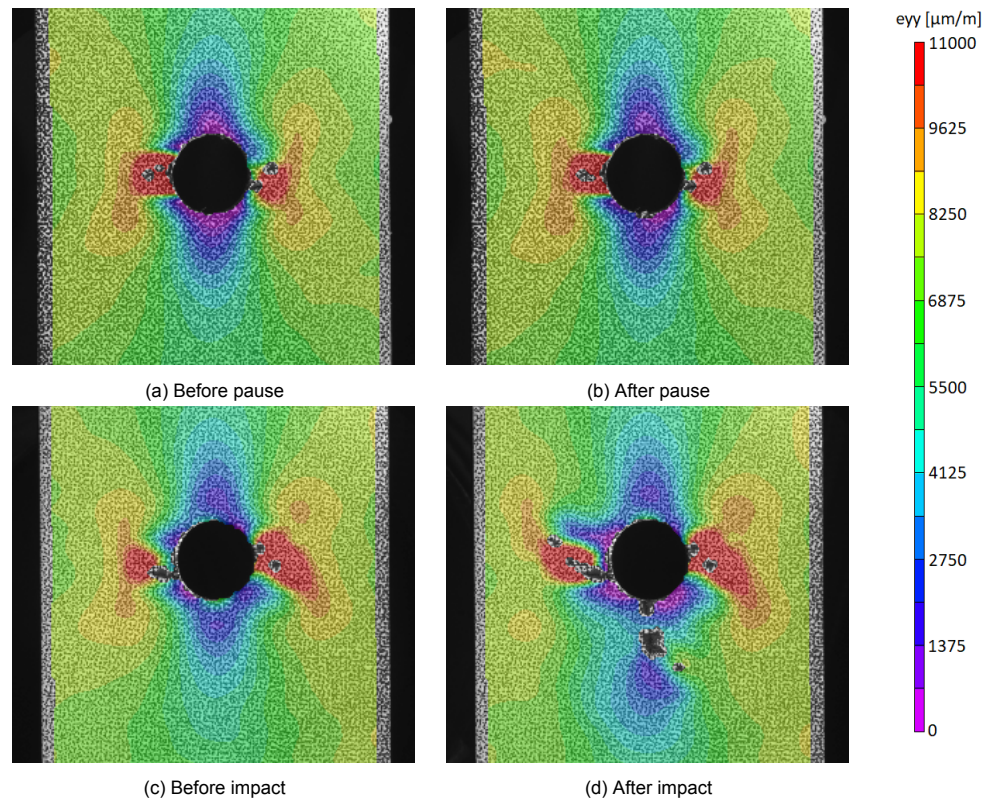 eyy [µm/m]
11000
9625
8250
6875
5500
4125
2750
1375
0
(a) Before pause
(b) After pause
(c) Before impact
(d) After impact